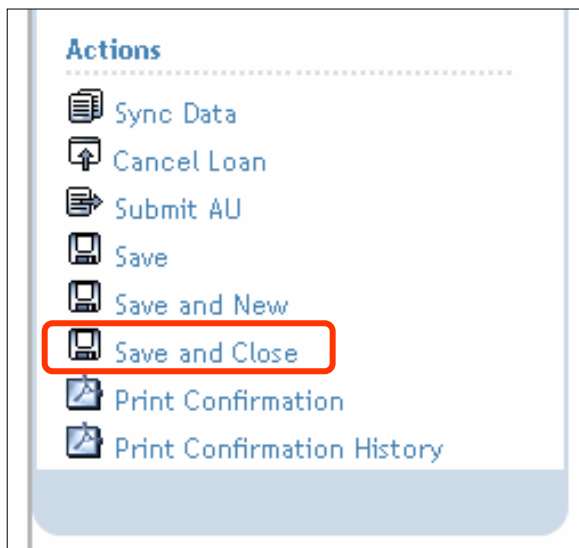 Actions
Sync Data
Cancel Loan
Submit AU
Save
Save and New
Save and Close
Print Confirmation
Print Confirmation History